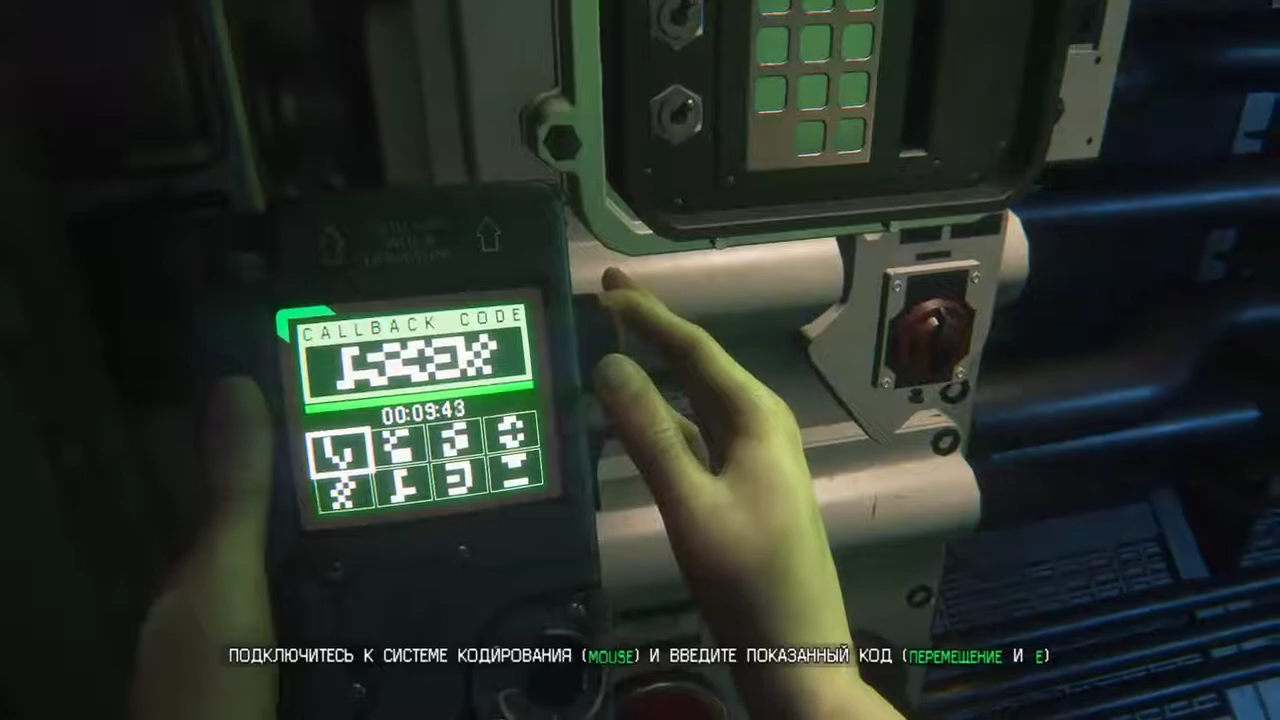 CALLBACK CODE
00:09:43
ПОДКЛЮЧИТЕСЬ К СИСТЕМЕ КОДИРОВАНИЯ (MOUSE) И ВВЕДИТЕ ПОКАЗАННЫЙ КОД (ПЕРЕМЕЩЕНИЕ И E)